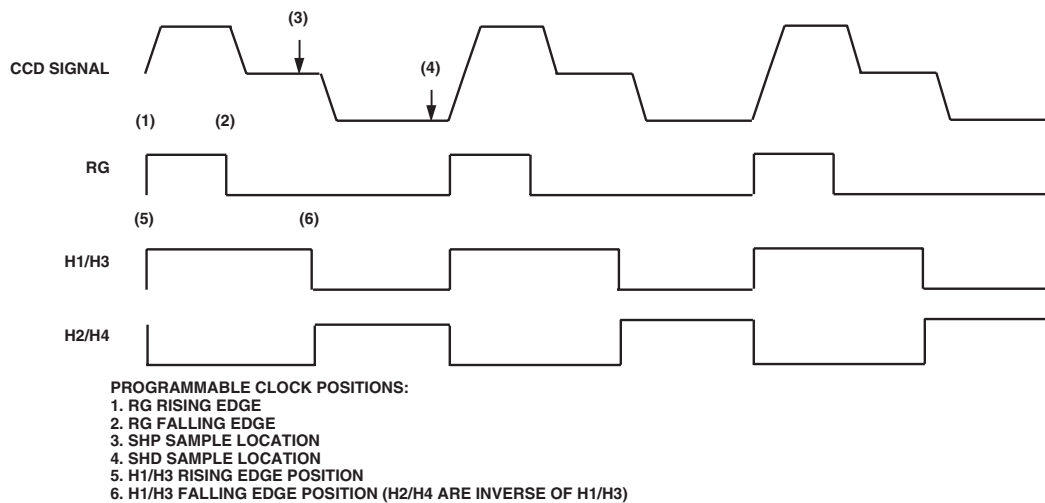 (3)
CCD SIGNAL
(4)
(1)
(2)
RG
(5)
(6)
H1/H3
H2/H4
PROGRAMMABLE CLOCK POSITIONS:
1. RG RISING EDGE
2. RG FALLING EDGE
3. SHP SAMPLE LOCATION
4. SHD SAMPLE LOCATION
5. H1/H3 RISING EDGE POSITION
6. H1/H3 FALLING EDGE POSITION (H2/H4 ARE INVERSE OF H1/H3)